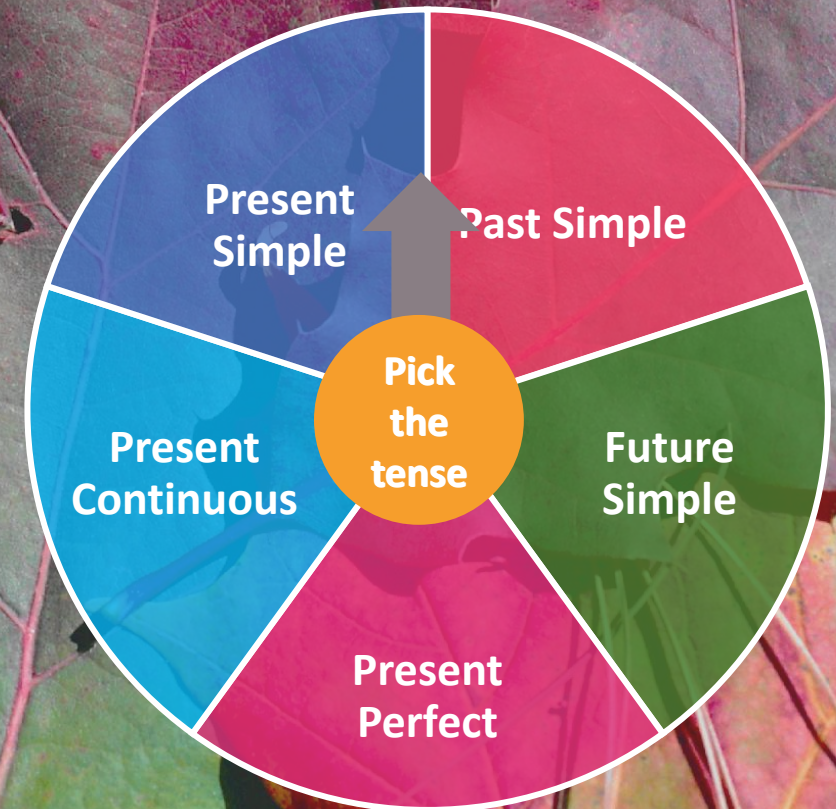 Present
Simple
Past Simple
Pick
the
tense
Present
Continuous
Future
Simple
Present
Perfect